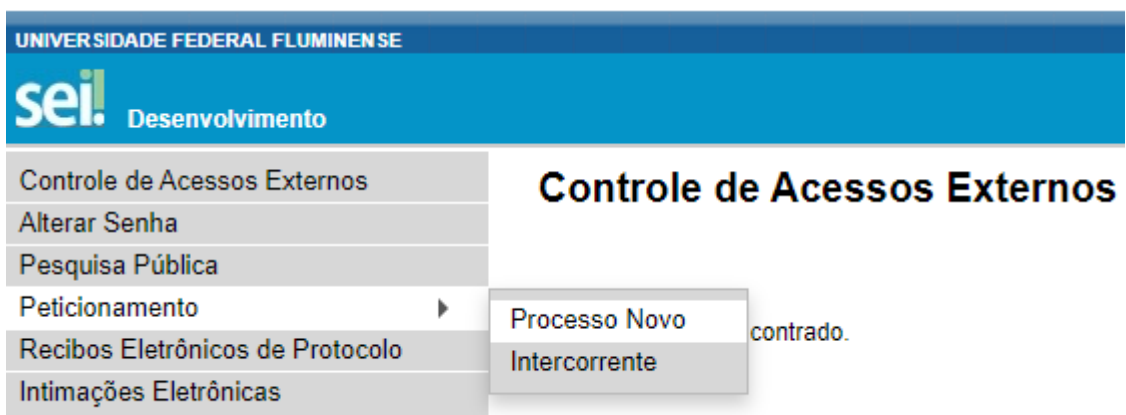 UNIVERSIDADE FEDERAL FLUMINENSE
sei! Desenvolvimento
Controle de Acessos Externos
Alterar Senha
Pesquisa Pública
Peticionamento
Recibos Eletrônicos de Protocolo
Intimações Eletrônicas
Controle de Acessos Externos
Processo Novo
Intercorrente
contrado.